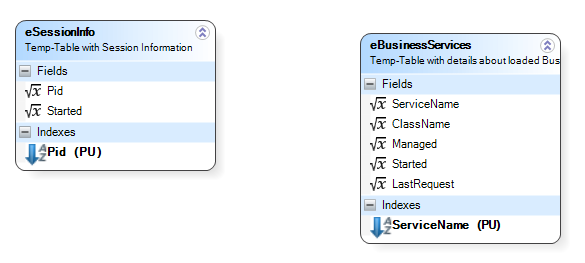 eSessionInfo
Temp-Table with Session Information
Fields
Pid
Started
Indexes
Pid (PU)
eBusinessServices
Temp-Table with details about loaded Bus
Fields
ServiceName
ClassName
Managed
Started
LastRequest
Indexes
ServiceName (PU)